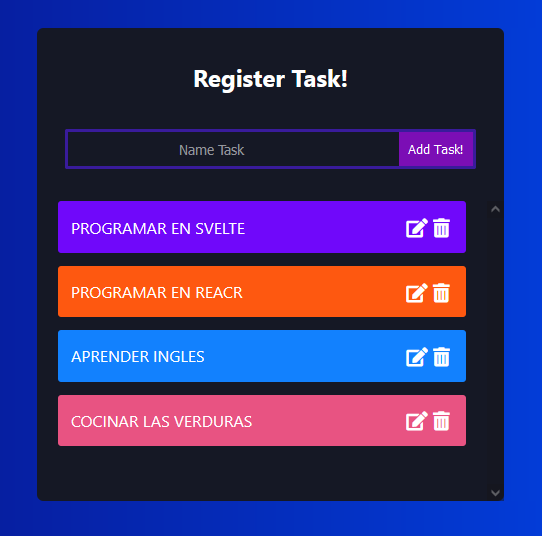 Register Task!
Name Task
Add Task!
PROGRAMAR EN SVELTE
PROGRAMAR EN REACR
APRENDER INGLES
COCINAR LAS VERDURAS